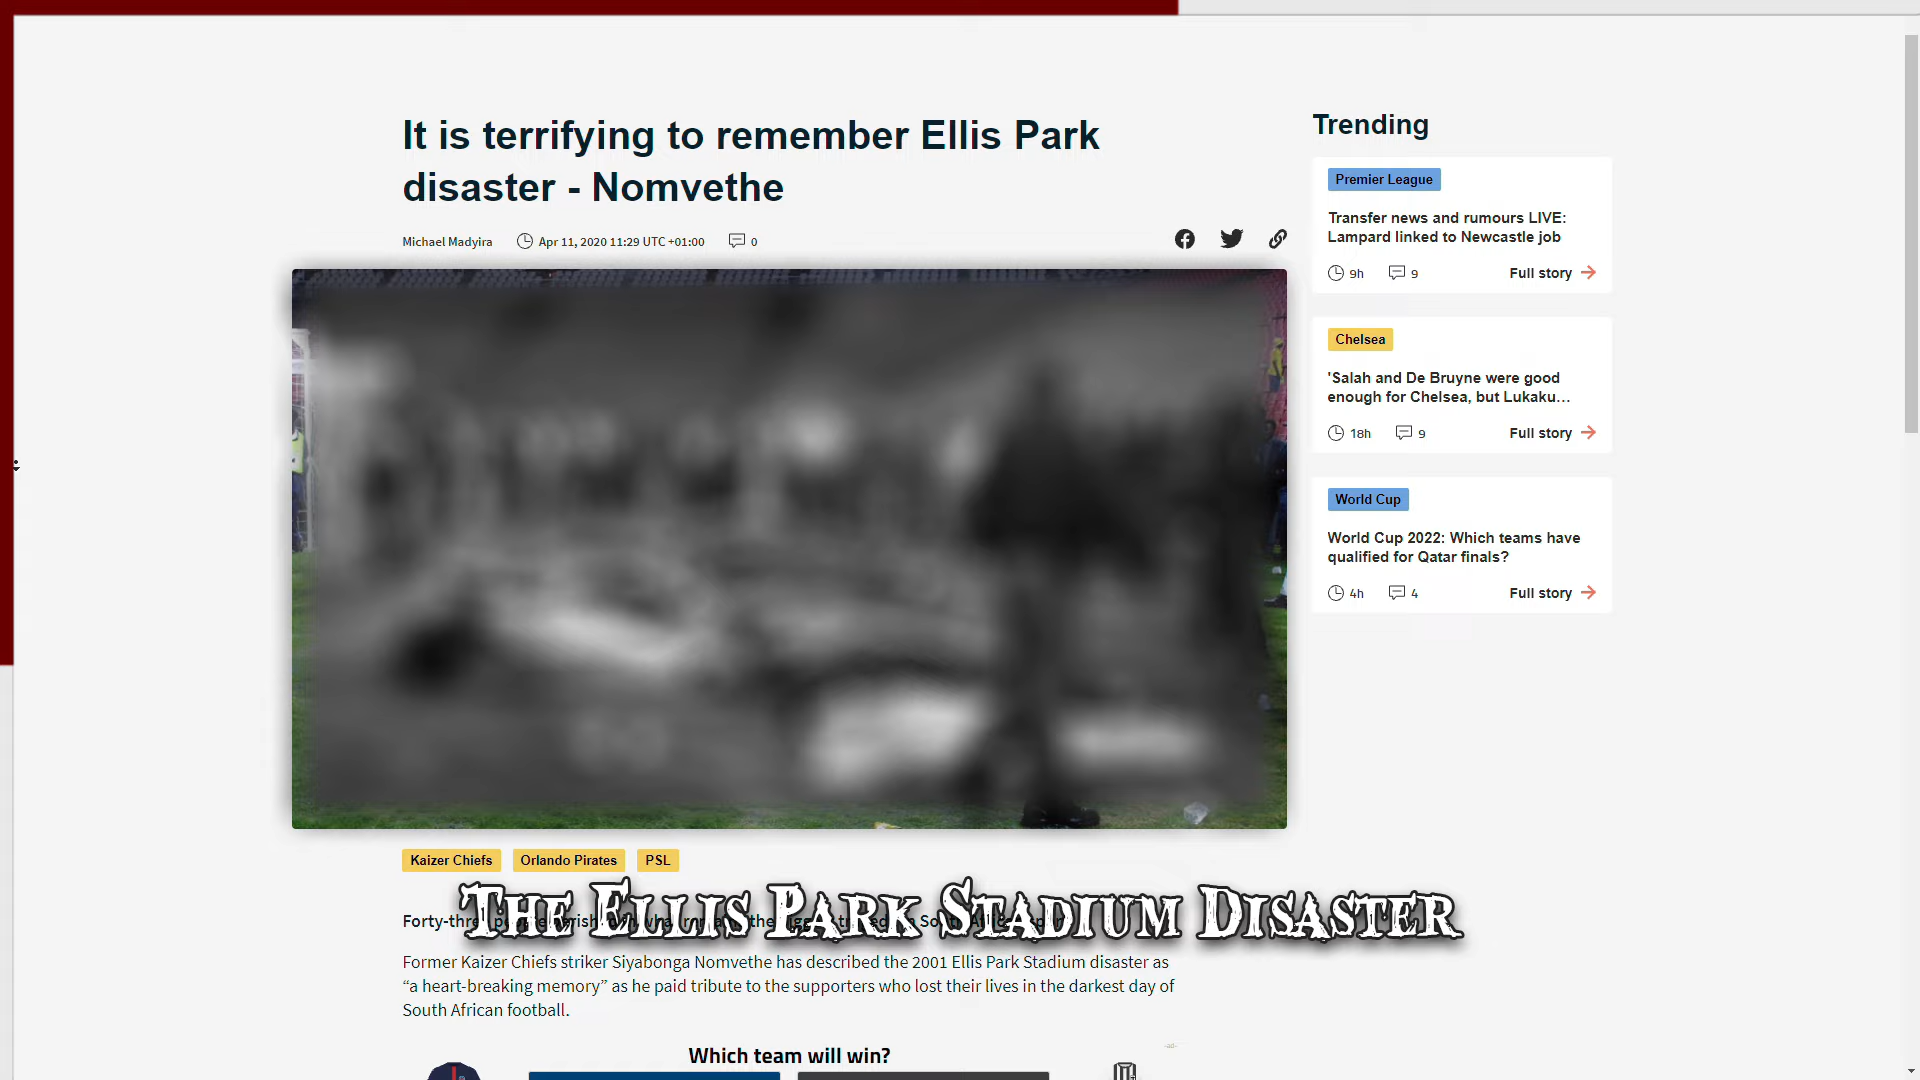 It is terrifying to remember Ellis Park
disaster - Nomvethe
Michael Madyira
Apr 11, 2020 11:29 UTC +01:00
0
Trending
Premier League
Transfer news and rumours LIVE:
Lampard linked to Newcastle job
9h
9
Full story
Chelsea
'Salah and De Bruyne were good
enough for Chelsea, but Lukaku…
18h
9
Full story
World Cup
World Cup 2022: Which teams have
qualified for Qatar finals?
4h
4
Full story
Kaizer Chiefs
Orlando Pirates
PSL
The Ellis Park Stadium Disaster
Former Kaizer Chiefs striker Siyabonga Nomvethe has described the 2001 Ellis Park Stadium disaster as
“a heart-breaking memory” as he paid tribute to the supporters who lost their lives in the darkest day of
South African football.
-ad-
Which team will win?